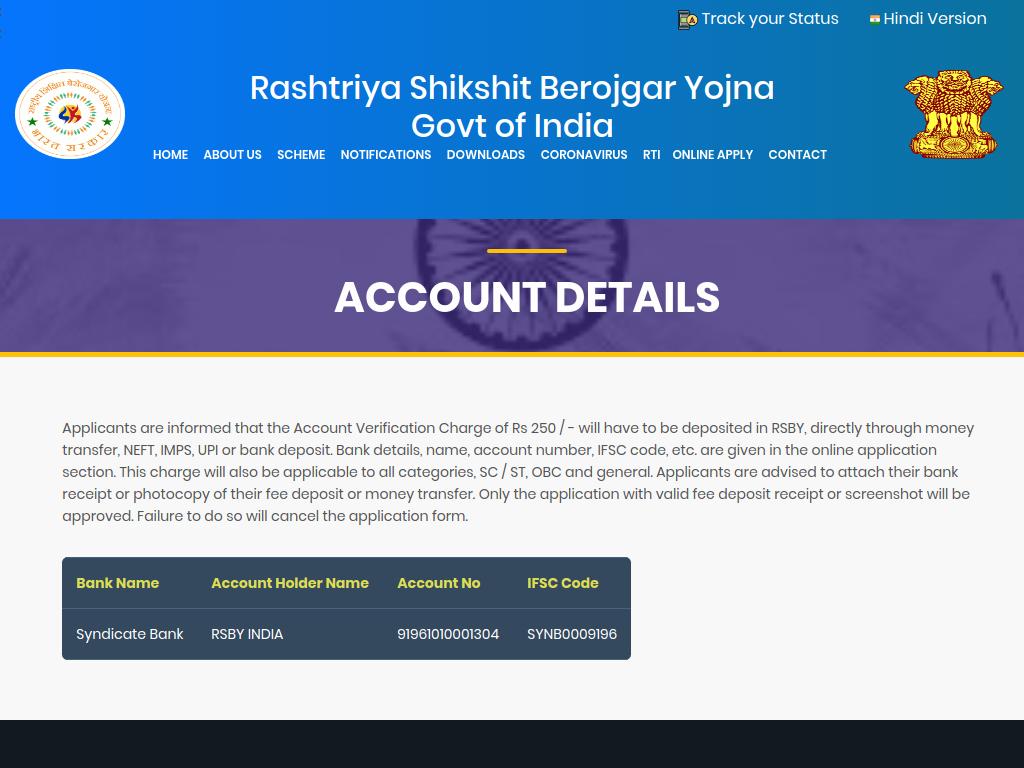 Track your Status Hindi Version
राष्ट्रीय शिक्षित बेरोजगार योजना
भारत सरकार
Rashtriya Shikshit Berojgar Yojna
Govt of India
HOME ABOUT US SCHEME NOTIFICATIONS DOWNLOADS CORONAVIRUS RTI ONLINE APPLY CONTACT
ACCOUNT DETAILS
Applicants are informed that the Account Verification Charge of Rs 250 / - will have to be deposited in RSBY, directly through money
transfer, NEFT, IMPS, UPI or bank deposit. Bank details, name, account number, IFSC code, etc. are given in the online application
section. This charge will also be applicable to all categories, SC / ST, OBC and general. Applicants are advised to attach their bank
receipt or photocopy of their fee deposit or money transfer. Only the application with valid fee deposit receipt or screenshot will be
approved. Failure to do so will cancel the application form.
Bank Name Account Holder Name Account No IFSC Code
Syndicate Bank RSBY INDIA 91961010001304 SYNB0009196